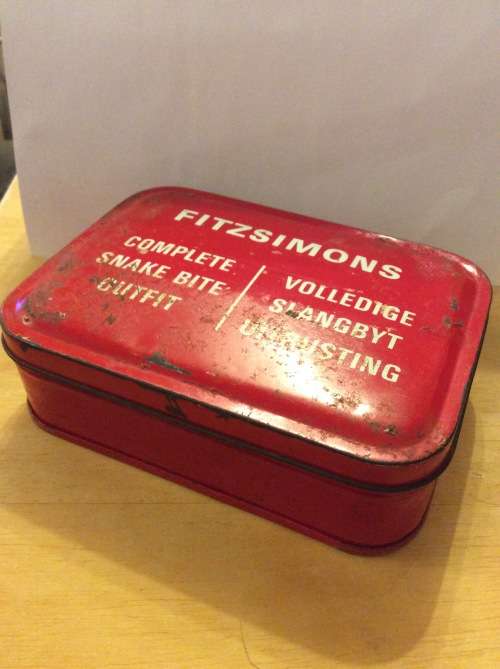 FITZSIMONS
COMPLETE
SNAKE BITE
OUTFIT
VOLLEDIGE
SLANGBYT
UITRUSTING